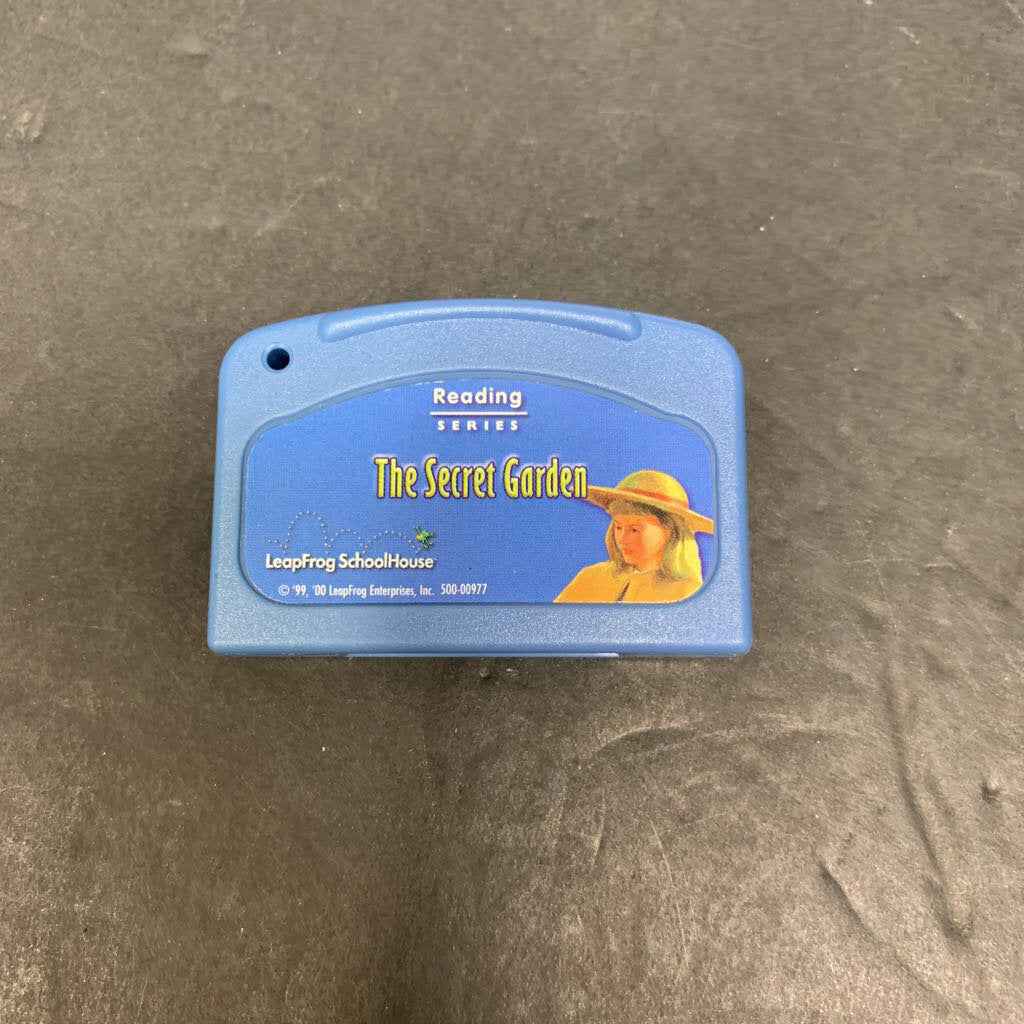 Reading
SERIES
The Secret Garden
LeapFrog SchoolHouse
© '99, '00 LeapFrog Enterprises, Inc. 500-00977